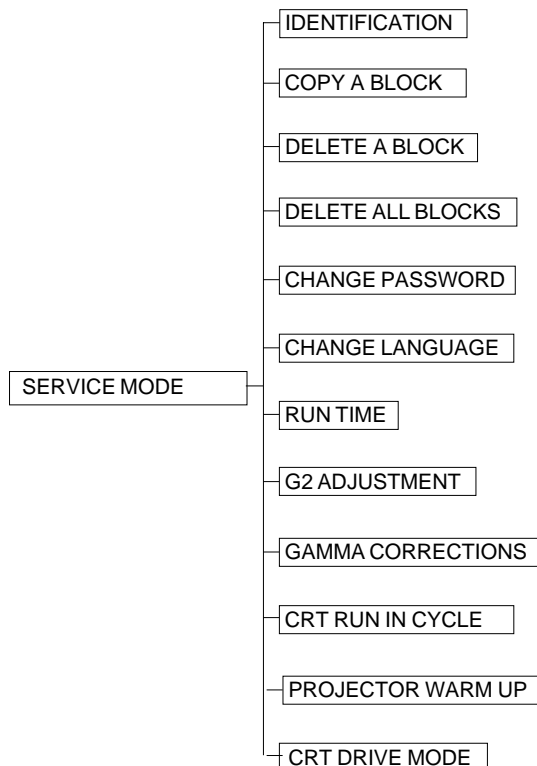 IDENTIFICATION
COPY A BLOCK
DELETE A BLOCK
DELETE ALL BLOCKS
CHANGE PASSWORD
CHANGE LANGUAGE
SERVICE MODE
RUN TIME
G2 ADJUSTMENT
GAMMA CORRECTIONS
CRT RUN IN CYCLE
PROJECTOR WARM UP
CRT DRIVE MODE